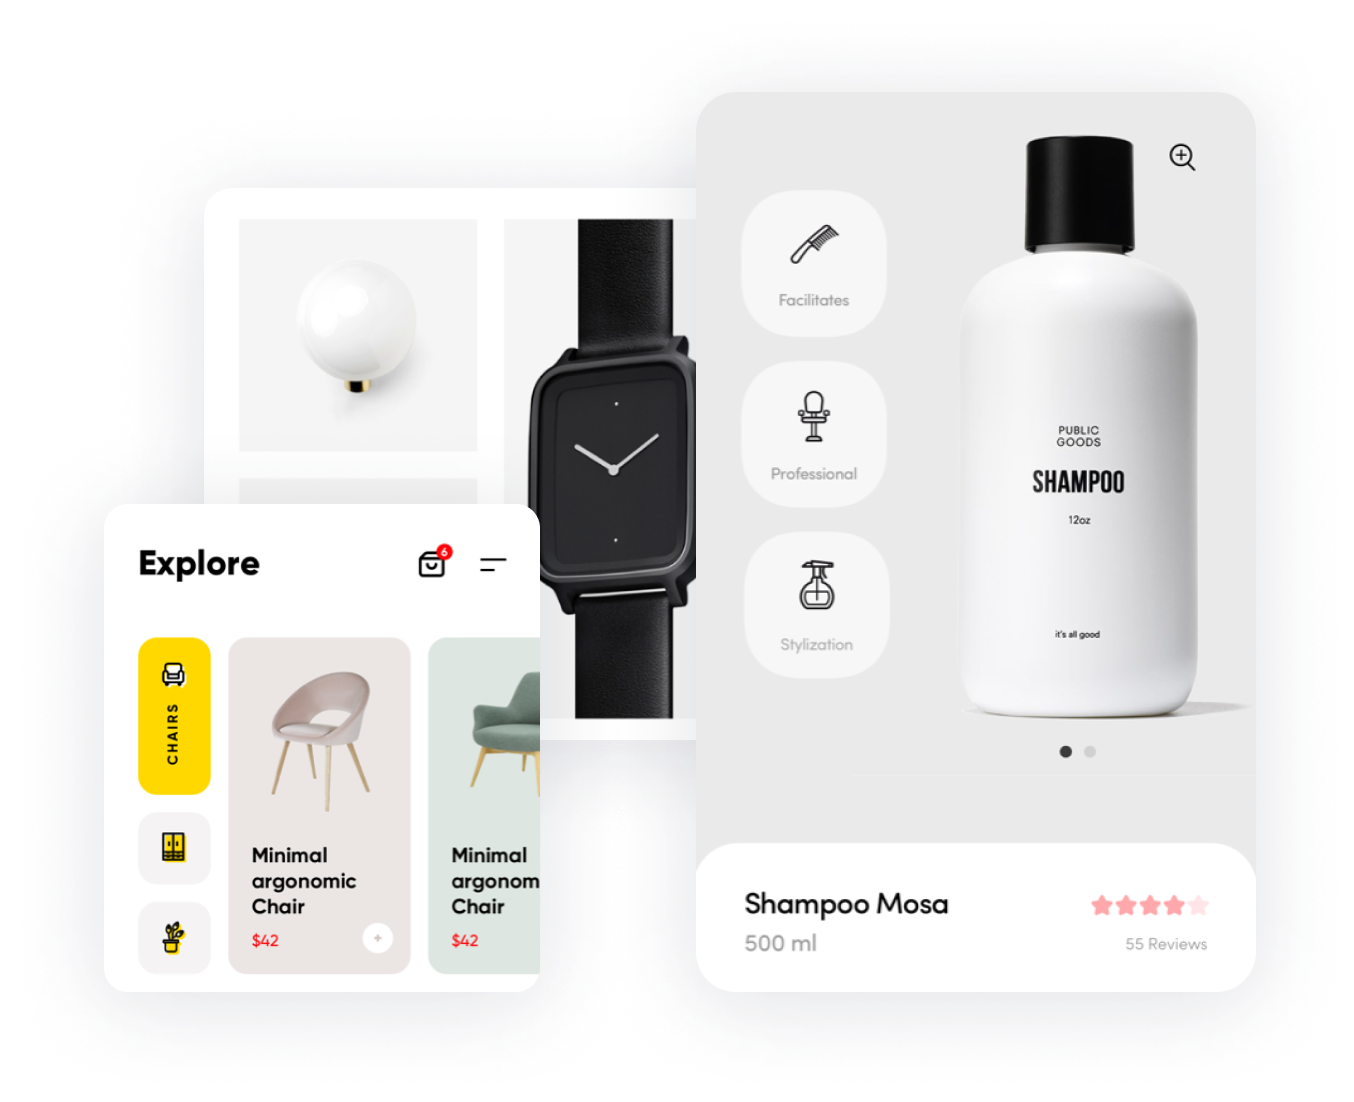 Facilitates
Professional
Stylization
PUBLIC
GOODS
SHAMPOO
12oz
it's all good
Shampoo Mosa
500 ml
55 Reviews
Explore
6
CHAIRS
Minimal
argonomic
Chair
$42
+
Minimal
argonom
Chair
$42